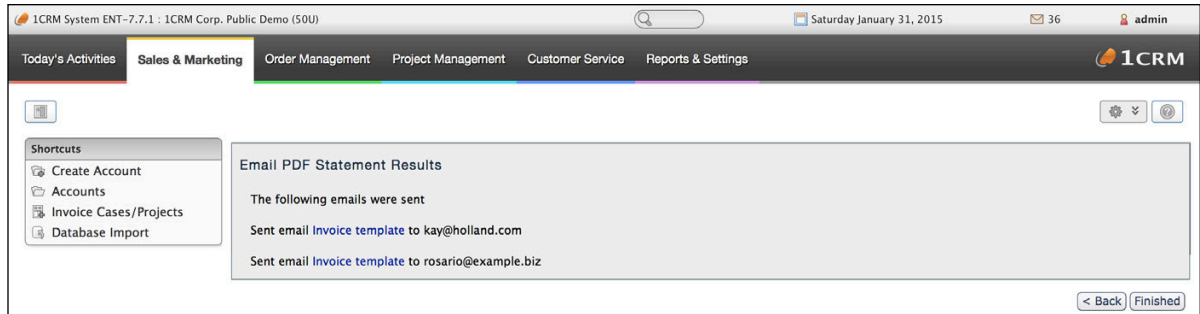 1CRM System ENT-7.7.1 : 1CRM Corp. Public Demo (50U) Saturday January 31, 2015 36 admin
Today's Activities Sales & Marketing Order Management Project Management Customer Service Reports & Settings 1CRM
Shortcuts
Create Account
Accounts
Invoice Cases/Projects
Database Import
Email PDF Statement Results
The following emails were sent
Sent email Invoice template to kay@holland.com
Sent email Invoice template to rosario@example.biz
< Back Finished